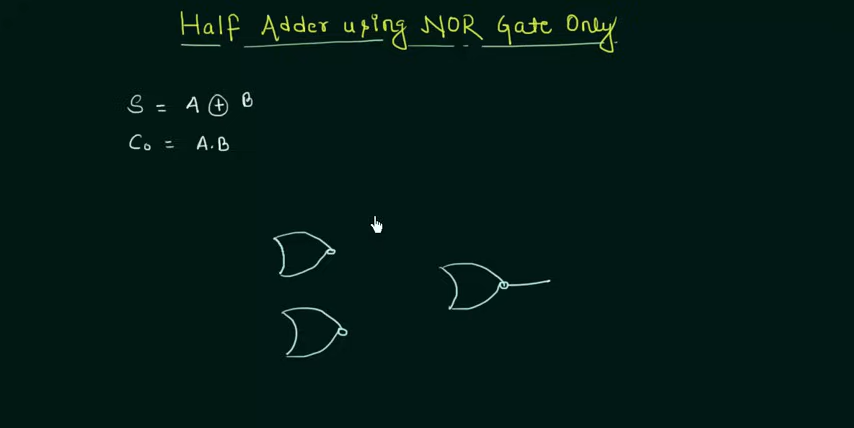 Half Adder using NOR Gate Only
S = A ⊕ B
C₀ = A.B